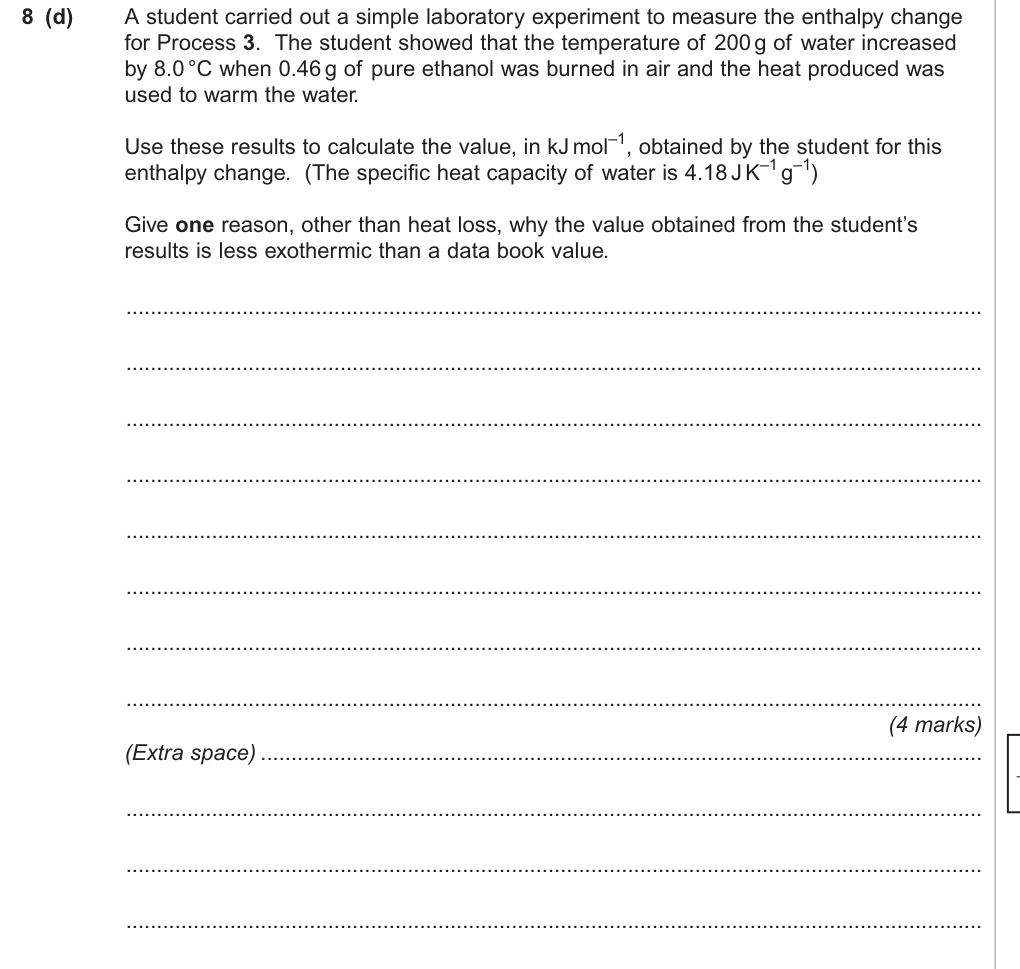 8 (d) A student carried out a simple laboratory experiment to measure the enthalpy change
for Process 3. The student showed that the temperature of 200 g of water increased
by 8.0 °C when 0.46 g of pure ethanol was burned in air and the heat produced was
used to warm the water.
Use these results to calculate the value, in kJ mol⁻¹, obtained by the student for this
enthalpy change. (The specific heat capacity of water is 4.18 J K⁻¹ g⁻¹)
Give one reason, other than heat loss, why the value obtained from the student’s
results is less exothermic than a data book value.
(4 marks)
(Extra space)